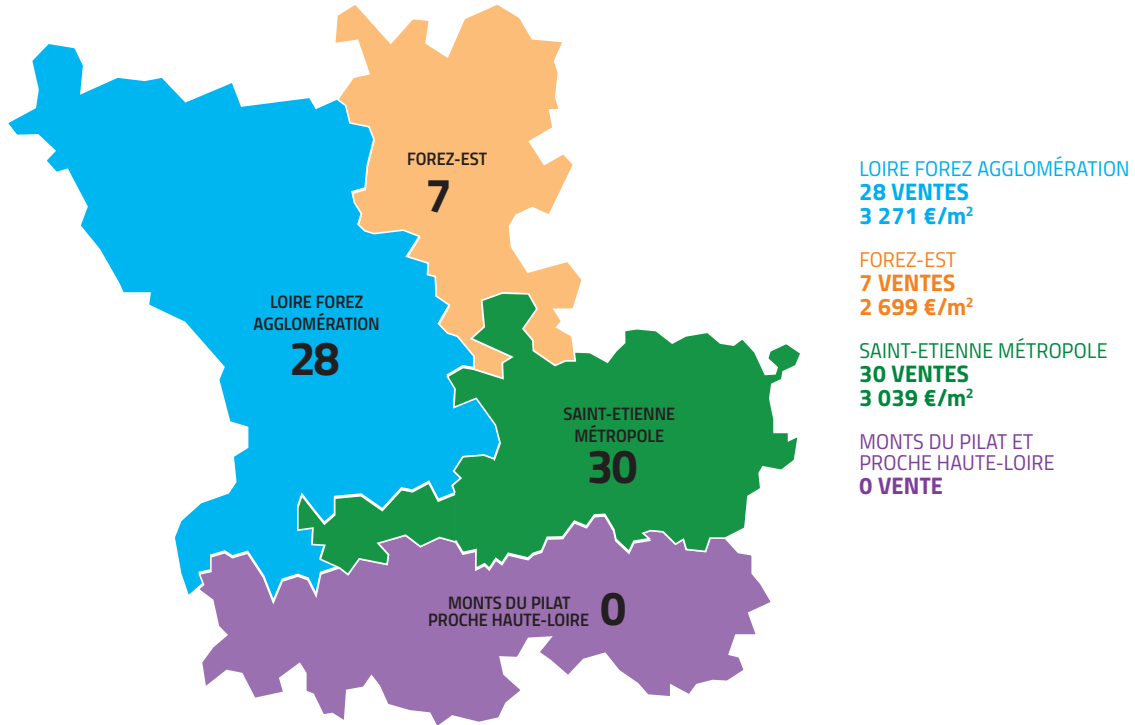 FOREZ-EST
7
LOIRE FOREZ
AGGLOMÉRATION
28
SAINT-ETIENNE
MÉTROPOLE
30
MONTS DU PILAT
PROCHE HAUTE-LOIRE 0
LOIRE FOREZ AGGLOMÉRATION
28 VENTES
3 271 €/m²
FOREZ-EST
7 VENTES
2 699 €/m²
SAINT-ETIENNE MÉTROPOLE
30 VENTES
3 039 €/m²
MONTS DU PILAT ET
PROCHE HAUTE-LOIRE
0 VENTE